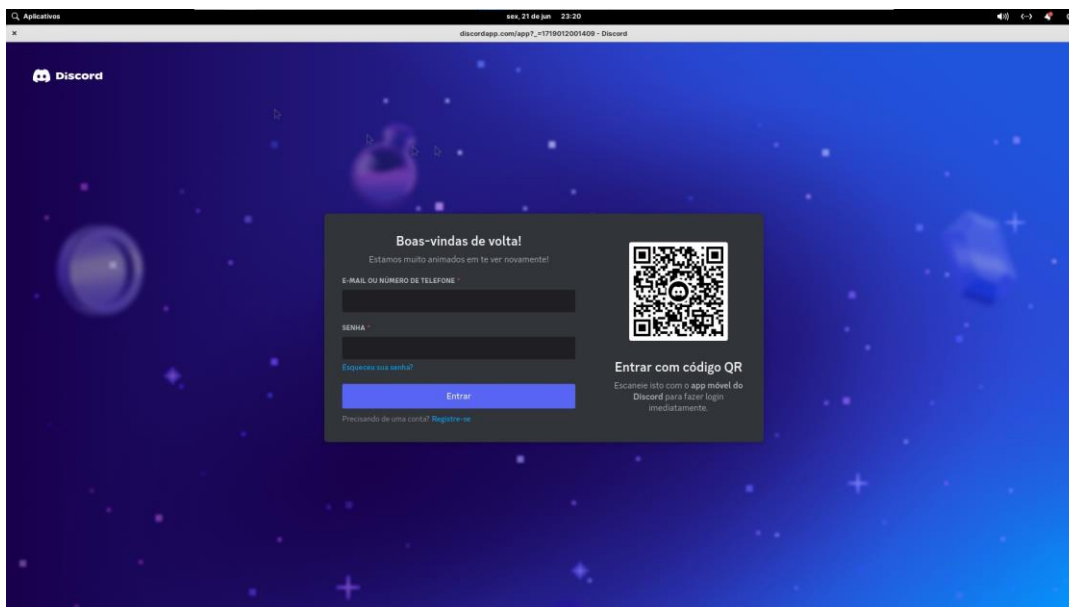 Aplicativos
sex, 21 de jun 23:20
discordapp.com/app?_=1719012001409 - Discord
Discord
Boas-vindas de volta!
Estamos muito animados em te ver novamente!
E-MAIL OU NÚMERO DE TELEFONE *
SENHA *
Esqueceu sua senha?
Entrar
Precisando de uma conta? Registre-se
Entrar com código QR
Escaneie isto com o app móvel do
Discord para fazer login
imediatamente.